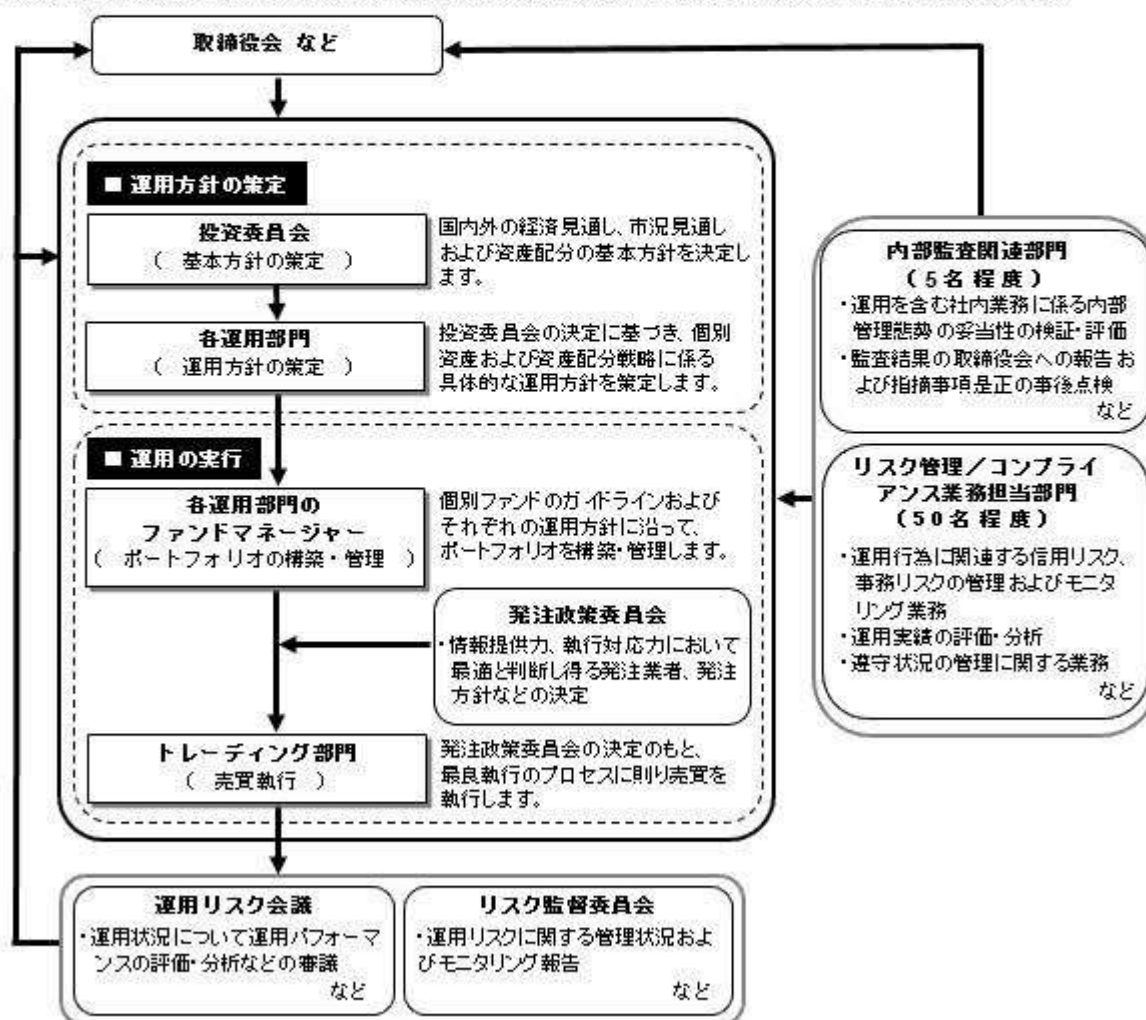 取締役会 など
■ 運用方針の策定
投資委員会
( 基本方針の策定 )
国内外の経済見通し、市況見通し
および資産配分の基本方針を決定し
ます。
各運用部門
( 運用方針の策定 )
投資委員会の決定に基づき、個別
資産および資産配分戦略に係る
具体的な運用方針を策定します。
■ 運用の実行
各運用部門の
ファンドマネージャー
( ポートフォリオの構築・管理 )
個別ファンドのガイドラインおよび
それぞれの運用方針に沿って、
ポートフォリオを構築・管理します。
発注政策委員会
・情報提供力、執行対応力において
最適と判断し得る発注業者、発注
方針などの決定
トレーディング部門
( 売買執行 )
発注政策委員会の決定のもと、
最良執行のプロセスに則り売買を
執行します。
運用リスク会議
・運用状況について運用パフォーマ
ンスの評価・分析などの審議
など
リスク監督委員会
・運用リスクに関する管理状況およ
びモニタリング報告
など
内部監査関連部門
(5名程度)
・運用を含む社内業務に係る内部
管理態勢の妥当性の検証・評価
・監査結果の取締役会への報告お
よび指摘事項是正の事後点検
など
リスク管理/コンプライ
アンス業務担当部門
(50名程度)
・運用行為に関連する信用リスク、
事務リスクの管理およびモニタ
リング業務
・運用実績の評価・分析
・遵守状況の管理に関する業務
など